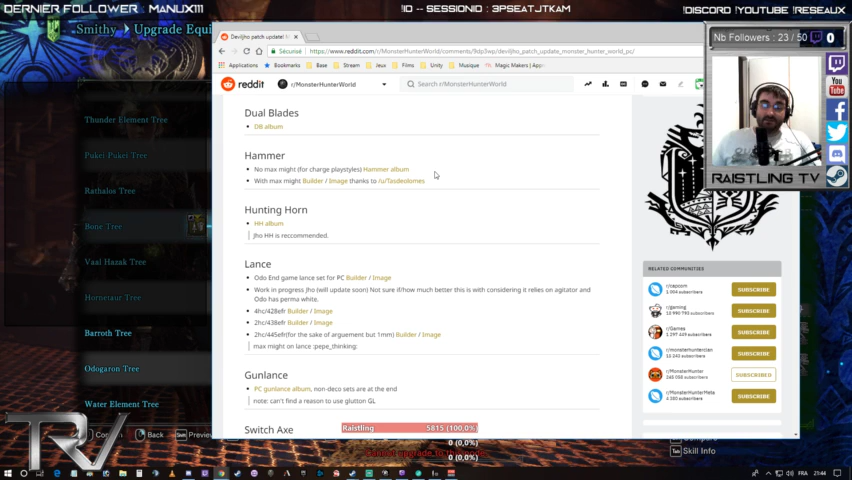 DERNIER FOLLOWER : MANUX111
!D -- SESSIONID : 3PSEATJTKAM
!DISCORD !YOUTUBE !RESEAUX
Smithy
Upgrade Equi
DevilJho patch update! M
Sécurisé
https://www.reddit.com/r/MonsterHunterWorld/comments/9dp3wp/deviljho_patch_update_monster_hunter_world_pc/
Applications
Bookmarks
Base
Stream
Jeux
Films
Unity
Musique
Magic Makers
reddit
r/MonsterHunterWorld
Search r/MonsterHunterWorld
Nb Followers : 23 / 50
0
You
Tube
RAISTLING TV
Thunder Element Tree
Pukei Pukei Tree
Rathalos Tree
Bone Tree
Vaal Hazak Tree
Hornetaur Tree
Barroth Tree
Odogaron Tree
Water Element Tree
Dual Blades
DB album
Hammer
No max might (for charge playstyles) Hammer album
With max might Builder / Image thanks to /u/Tasdeolomes
Hunting Horn
HH album
Jho HH is reccommended.
Lance
Odo End game lance set for PC Builder / Image
Work in progress Jho (will update soon) Not sure if/how much better this is with considering it relies on agitator and
Odo has perma white.
4hc/428efr Builder / Image
2hc/438efr Builder / Image
2hc/445efr(for the sake of arguement but 1mm) Builder / Image
max might on lance :pepe_thinking:
Gunlance
PC gunlance album, non-deco sets are at the end
note: can't find a reason to use glutton GL
Switch Axe
RELATED COMMUNITIES
r/capcom
SUBSCRIBE
r/gaming
SUBSCRIBE
r/Games
SUBSCRIBE
r/monsterhunterclan
SUBSCRIBE
r/MonsterHunter
SUBSCRIBED
r/MonsterHunterMeta
SUBSCRIBE
Raistling 5815 (100,0%)
0 (0,0%)
0 (0,0%)
Back
Preview
Skill Info
FRA
21:44